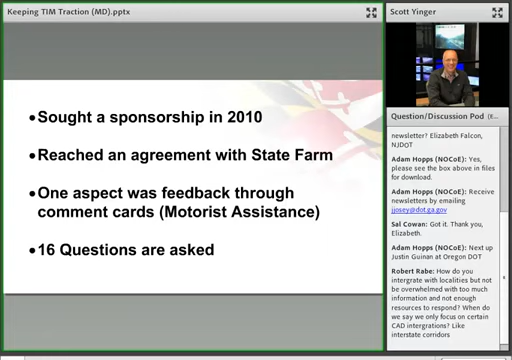 Keeping TIM Traction (MD).pptx
•Sought a sponsorship in 2010
•Reached an agreement with State Farm
•One aspect was feedback through
comment cards (Motorist Assistance)
•16 Questions are asked
Scott Yinger
Question/Discussion Pod (E...
newsletter? Elizabeth Falcon,
NJDOT
Adam Hopps (NOCoE): Yes,
please see the box above in files
for download.
Adam Hopps (NOCoE): Receive
newsletters by emailing
jjosey@dot.ga.gov
Sal Cowan: Got it. Thank you,
Elizabeth.
Adam Hopps (NOCoE): Next up
Justin Guinan at Oregon DOT
Robert Rabe: How do you
intergrate with localities but not
be overwhelmed with too much
information and not enough
resources to respond? When do
we say we only focus on certain
CAD intergrations? Like
interstate corridors